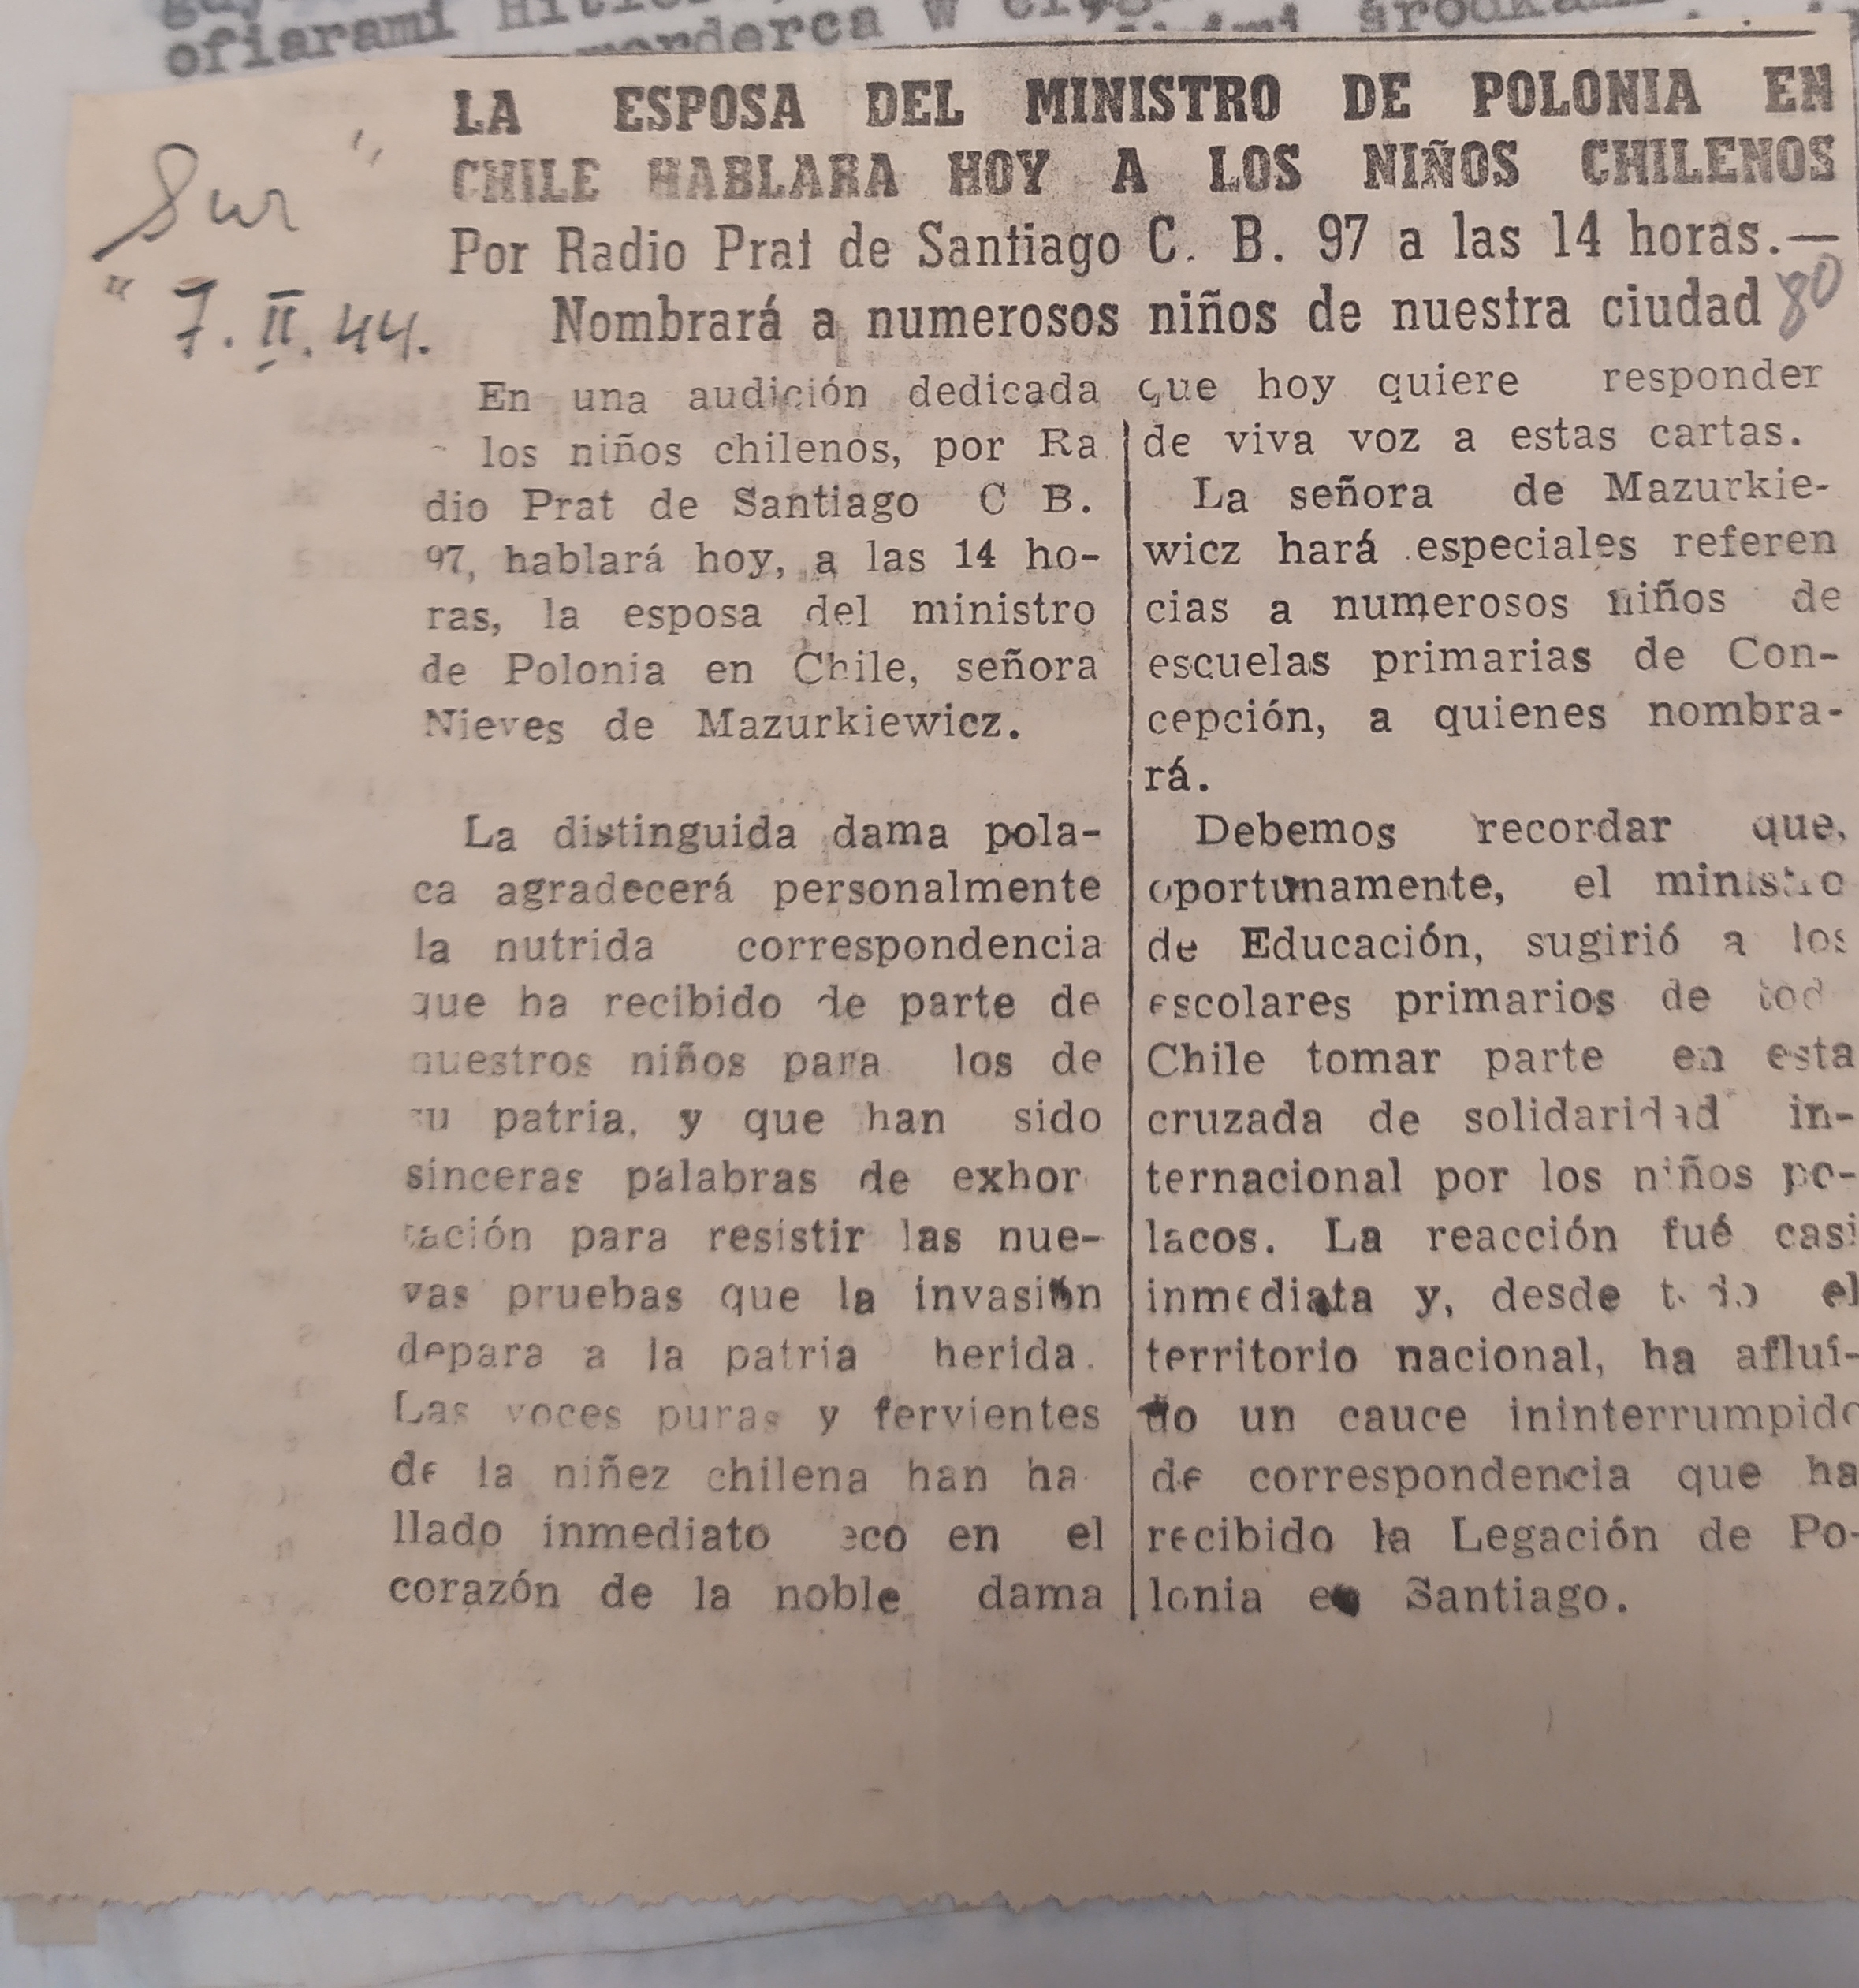 ofiarami
morderca w
LA ESPOSA DEL MINISTRO DE POLONIA EN
CHILE HABLARA HOY A LOS NIÑOS CHILENOS
Por Radio Prat de Santiago C. B. 97 a las 14 horas.—
Nombrará a numerosos niños de nuestra ciudad
80
"Sur"
7. II. 44.
En una audición dedicada
los niños chilenos, por Ra
dio Prat de Santiago C B.
97, hablará hoy, a las 14 ho-
ras, la esposa del ministro
de Polonia en Chile, señora
Nieves de Mazurkiewicz.
La distinguida dama pola-
ca agradecerá personalmente
la nutrida correspondencia
que ha recibido de parte de
nuestros niños para los de
su patria, y que han sido
sinceras palabras de exhor
tación para resistir las nue-
vas pruebas que la invasión
depara a la patria herida.
Las voces puras y fervientes
de la niñez chilena han ha
llado inmediato eco en el
corazón de la noble dama
que hoy quiere responder
de viva voz a estas cartas.
La señora de Mazurkie-
wicz hará especiales referen
cias a numerosos niños de
escuelas primarias de Con-
cepción, a quienes nombra-
rá.
Debemos recordar que,
oportunamente, el ministro
de Educación, sugirió a los
escolares primarios de tod
Chile tomar parte en esta
cruzada de solidaridad in-
ternacional por los niños po-
lacos. La reacción fué casi
inmediata y, desde todo el
territorio nacional, ha afluí-
do un cauce ininterrumpido
de correspondencia que ha
recibido la Legación de Po-
lonia en Santiago.